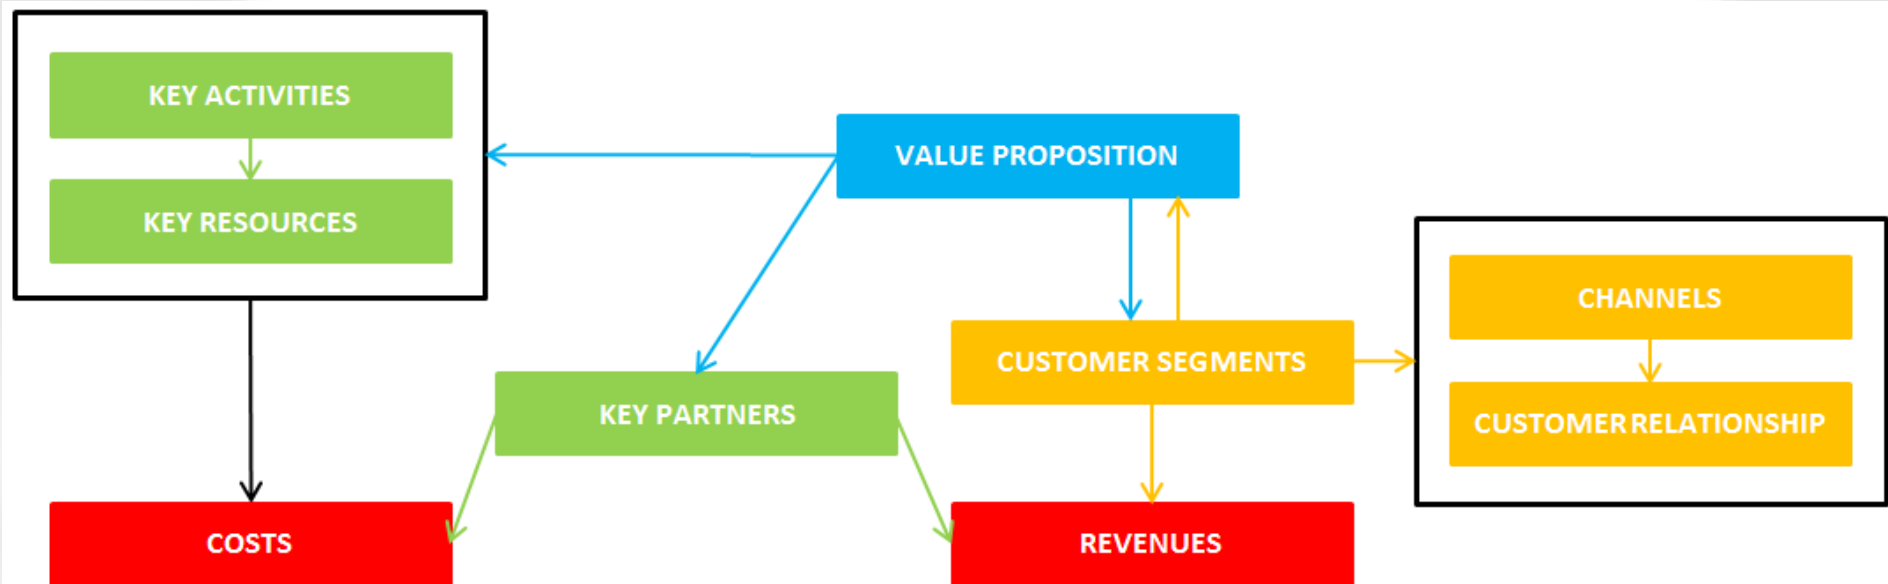 KEY ACTIVITIES
KEY RESOURCES
VALUE PROPOSITION
CHANNELS
CUSTOMER SEGMENTS
CUSTOMER RELATIONSHIP
KEY PARTNERS
COSTS
REVENUES